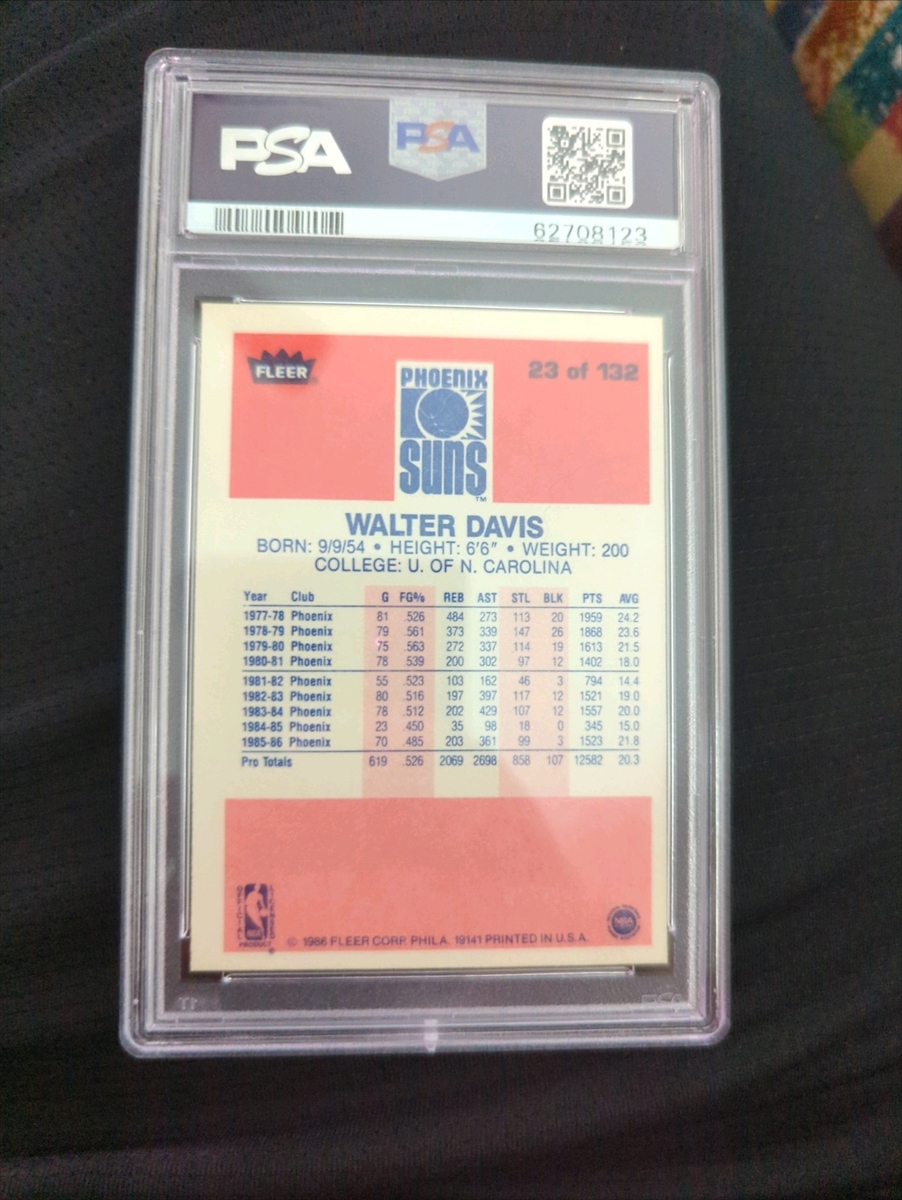 PSA PSA
62708123
FLEER 23 of 132
PHOENIX
SUNS
TM
WALTER DAVIS
BORN: 9/9/54 • HEIGHT: 6'6" • WEIGHT: 200
COLLEGE: U. OF N. CAROLINA
Year Club G FG% REB AST STL BLK PTS AVG
1977-78 Phoenix 81 .526 484 273 113 20 1959 24.2
1978-79 Phoenix 79 .561 373 339 147 26 1868 23.6
1979-80 Phoenix 75 .563 272 337 114 19 1613 21.5
1980-81 Phoenix 78 .539 200 302 97 12 1402 18.0
1981-82 Phoenix 55 .523 103 162 46 3 794 14.4
1982-83 Phoenix 80 .516 197 397 117 12 1521 19.0
1983-84 Phoenix 78 .512 202 429 107 12 1557 20.0
1984-85 Phoenix 23 .450 35 98 18 0 345 15.0
1985-86 Phoenix 70 .485 203 361 99 3 1523 21.8
Pro Totals 619 .526 2069 2698 858 107 12582 20.3
OFFICIAL LICENSED
PRODUCT
© 1986 FLEER CORP. PHILA. 19141 PRINTED IN U.S.A.
PSA